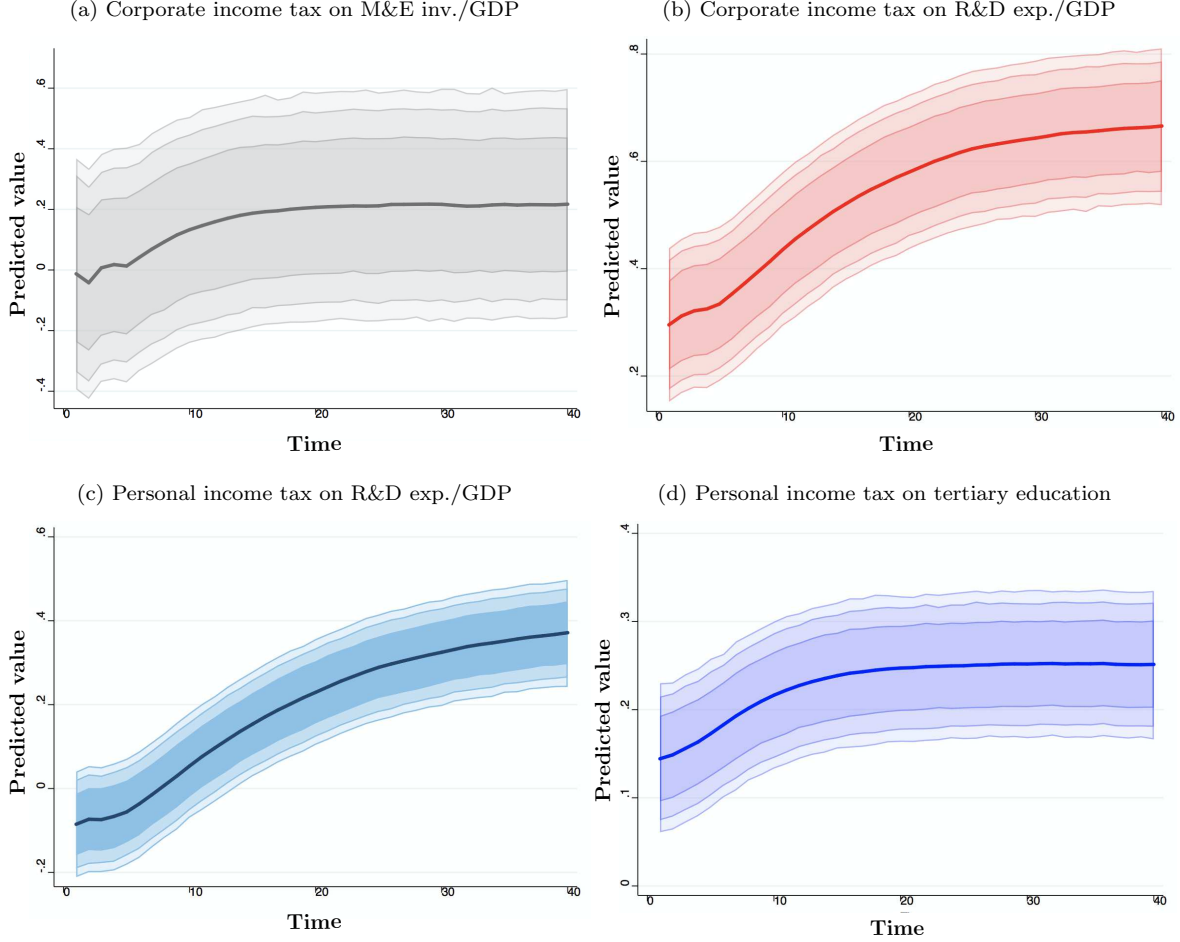 (a) Corporate income tax on M&E inv./GDP
Predicted value
.6
.4
.2
0
-.2
-.4
0 10 20 30 40
Time
(b) Corporate income tax on R&D exp./GDP
Predicted value
.8
.6
.4
.2
0 10 20 30 40
Time
(c) Personal income tax on R&D exp./GDP
Predicted value
.6
.4
.2
0
-.2
0 10 20 30 40
Time
(d) Personal income tax on tertiary education
Predicted value
.4
.3
.2
.1
0
0 10 20 30 40
Time